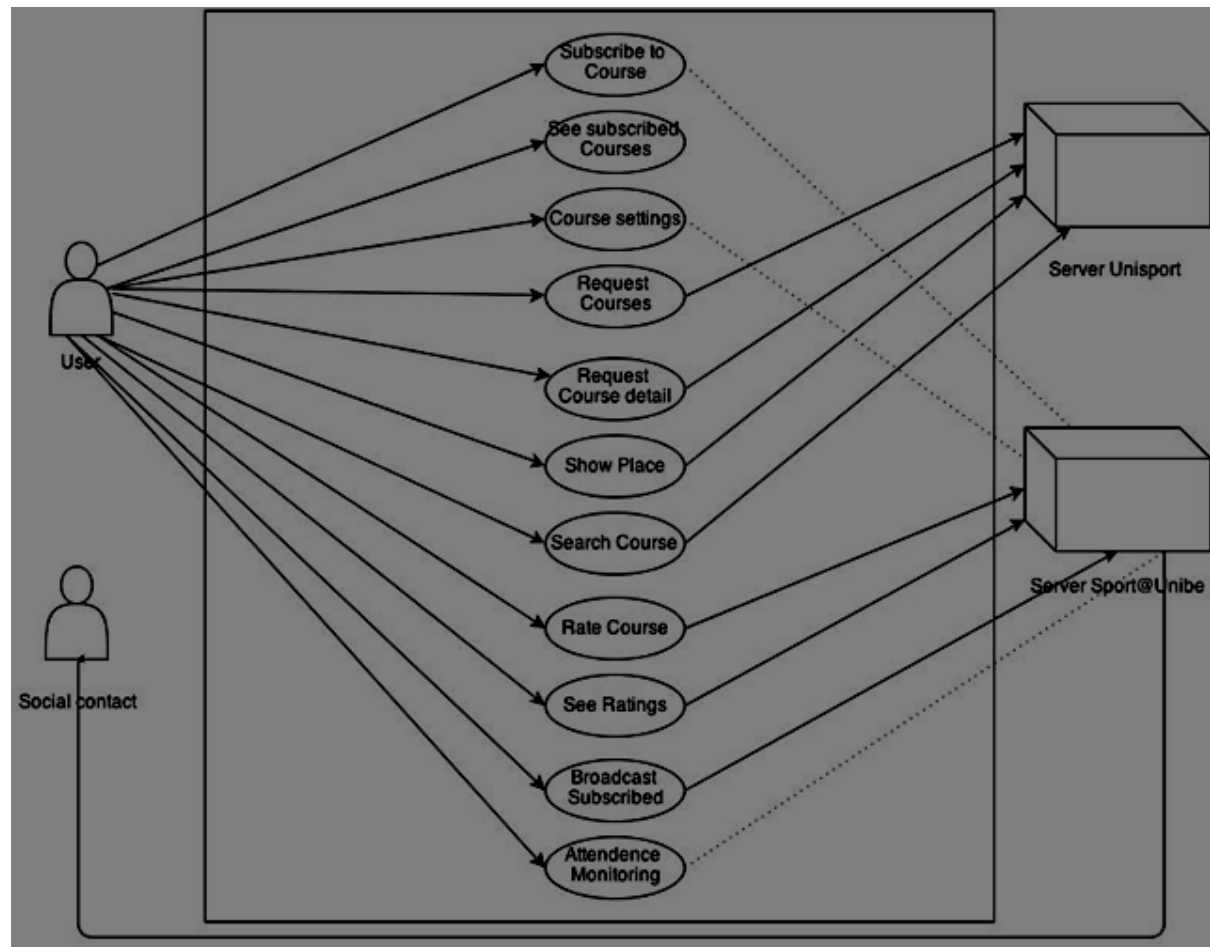 Subscribe to
Course
See subscribed
Courses
Course settings
Request
Courses
Server Unisport
User
Request
Course detail
Show Place
Search Course
Server Sport@Unibe
Rate Course
Social contact
See Ratings
Broadcast
Subscribed
Attendence
Monitoring